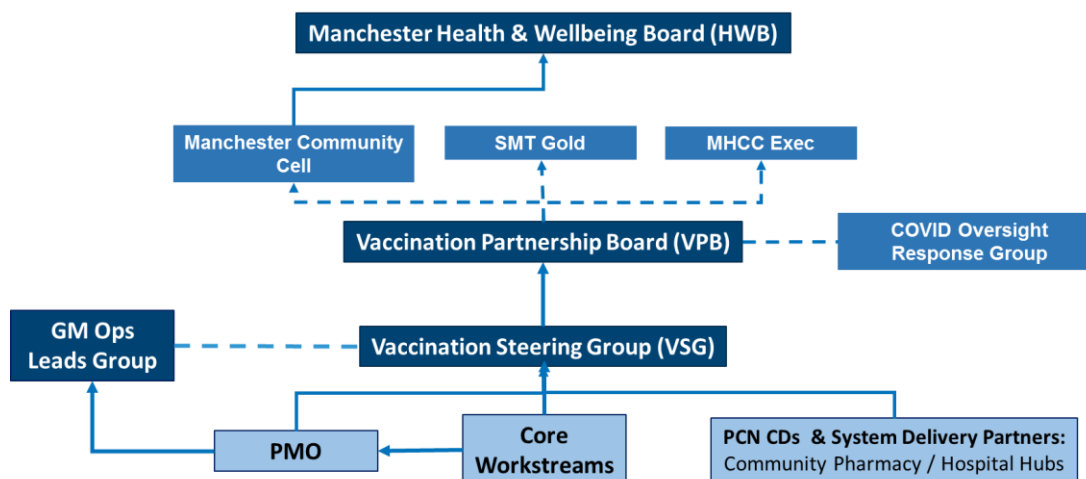 Manchester Health & Wellbeing Board (HWB)
Manchester Community
Cell
SMT Gold
MHCC Exec
Vaccination Partnership Board (VPB)
COVID Oversight
Response Group
GM Ops
Leads Group
Vaccination Steering Group (VSG)
PMO
Core
Workstreams
PCN CDs & System Delivery Partners:
Community Pharmacy / Hospital Hubs